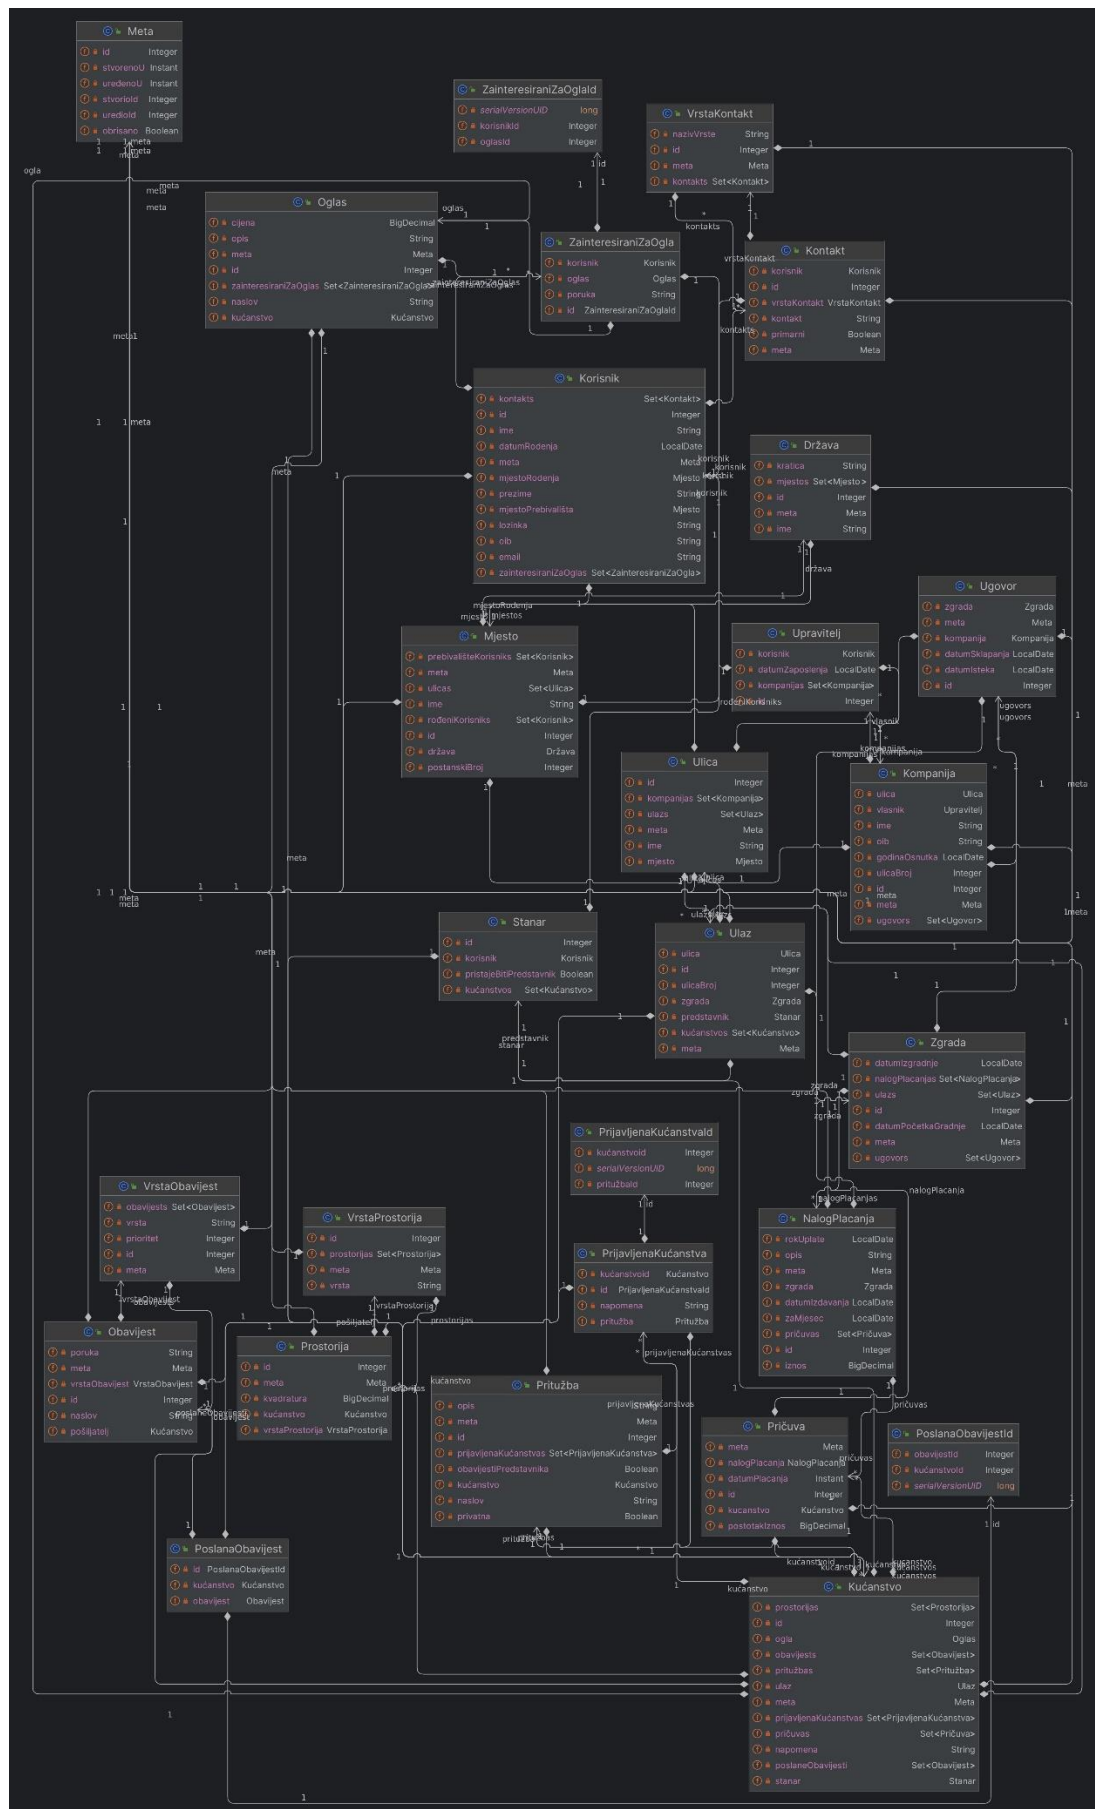 Meta
id Integer
stvorenoU Instant
uredenoU Instant
stvorioId Integer
uredioId Integer
obrisano Boolean
ZainteresiraniZaOglaId
serialVersionUID long
korisnikId Integer
oglasId Integer
VrstaKontakt
nazivVrste String
id Integer
meta Meta
kontakts Set<Kontakt>
Oglas
cijena BigDecimal
opis String
meta Meta
id Integer
zainteresiraniZaOglas Set<ZainteresiraniZaOgla>
naslov String
kućanstvo Kućanstvo
ZainteresiraniZaOgla
korisnik Korisnik
oglas Oglas
poruka String
id ZainteresiraniZaOglaId
Kontakt
korisnik Korisnik
id Integer
vrstaKontakt VrstaKontakt
kontakt String
primarni Boolean
meta Meta
Korisnik
kontakts Set<Kontakt>
id Integer
ime String
datumRođenja LocalDate
meta Meta
mjestoRođenja Mjesto
prezime String
mjestoPrebivališta Mjesto
lozinka String
oib String
email String
zainteresiraniZaOglas Set<ZainteresiraniZaOgla>
Država
kratica String
mjestos Set<Mjesto>
id Integer
meta Meta
ime String
Ugovor
zgrada Zgrada
meta Meta
kompanija Kompanija
datumSklapanja LocalDate
datumIsteka LocalDate
id Integer
Mjesto
prebivališteKorisniks Set<Korisnik>
meta Meta
ulicas Set<Ulica>
ime String
rođeniKorisniks Set<Korisnik>
id Integer
država Država
postanskiBroj Integer
Upravitelj
korisnik Korisnik
datumZaposlenja LocalDate
kompanijas Set<Kompanija>
id Integer
Ulica
id Integer
kompanijas Set<Kompanija>
ulazs Set<Ulaz>
meta Meta
ime String
mjesto Mjesto
Kompanija
ulica Ulica
vlasnik Upravitelj
ime String
oib String
godinaOsnutka LocalDate
ulicaBroj Integer
id Integer
meta Meta
ugovors Set<Ugovor>
Stanar
id Integer
korisnik Korisnik
pristajeBitiPredstavnik Boolean
kućanstvos Set<Kućanstvo>
Ulaz
ulica Ulica
id Integer
ulicaBroj Integer
zgrada Zgrada
predstavnik Stanar
kućanstvos Set<Kućanstvo>
meta Meta
Zgrada
datumIzgradnje LocalDate
nalogPlacanjas Set<NalogPlacanja>
ulazs Set<Ulaz>
id Integer
datumPočetkaGradnje LocalDate
meta Meta
ugovors Set<Ugovor>
PrijavljenaKućanstvaId
kućanstvoid Integer
serialVersionUID long
pritužbaId Integer
VrstaObavijest
obavijests Set<Obavijest>
vrsta String
prioritet Integer
id Integer
meta Meta
VrstaProstorija
id Integer
prostorijas Set<Prostorija>
meta Meta
vrsta String
NalogPlacanja
rokUplate LocalDate
opis String
meta Meta
zgrada Zgrada
datumIzdavanja LocalDate
zaMjesec LocalDate
pričuvas Set<Pričuva>
id Integer
iznos BigDecimal
PrijavljenaKućanstva
kućanstvoid Kućanstvo
id PrijavljenaKućanstvaId
napomena String
pritužba Pritužba
Obavijest
poruka String
meta Meta
vrstaObavijest VrstaObavijest
id Integer
naslov String
pošiljatelj Kućanstvo
Prostorija
id Integer
meta Meta
kvadratura BigDecimal
kućanstvo Kućanstvo
vrstaProstorija VrstaProstorija
Pritužba
opis String
meta Meta
id Integer
prijavljenaKućanstvas Set<PrijavljenaKućanstva>
obavijestiPredstavnika Boolean
kućanstvo Kućanstvo
naslov String
privatna Boolean
Pričuva
meta Meta
nalogPlacanja NalogPlacanja
datumPlacanja Instant
id Integer
kucanstvo Kućanstvo
postotakIznos BigDecimal
PoslanaObavijestId
obavijestId Integer
kućanstvoId Integer
serialVersionUID long
PoslanaObavijest
id PoslanaObavijestId
kućanstvo Kućanstvo
obavijest Obavijest
Kućanstvo
prostorijas Set<Prostorija>
id Integer
ogla Oglas
obavijests Set<Obavijest>
pritužbas Set<Pritužba>
ulaz Ulaz
meta Meta
prijavljenaKućanstvas Set<PrijavljenaKućanstva>
pričuvas Set<Pričuva>
napomena String
poslaneObavijesti Set<Obavijest>
stanar Stanar